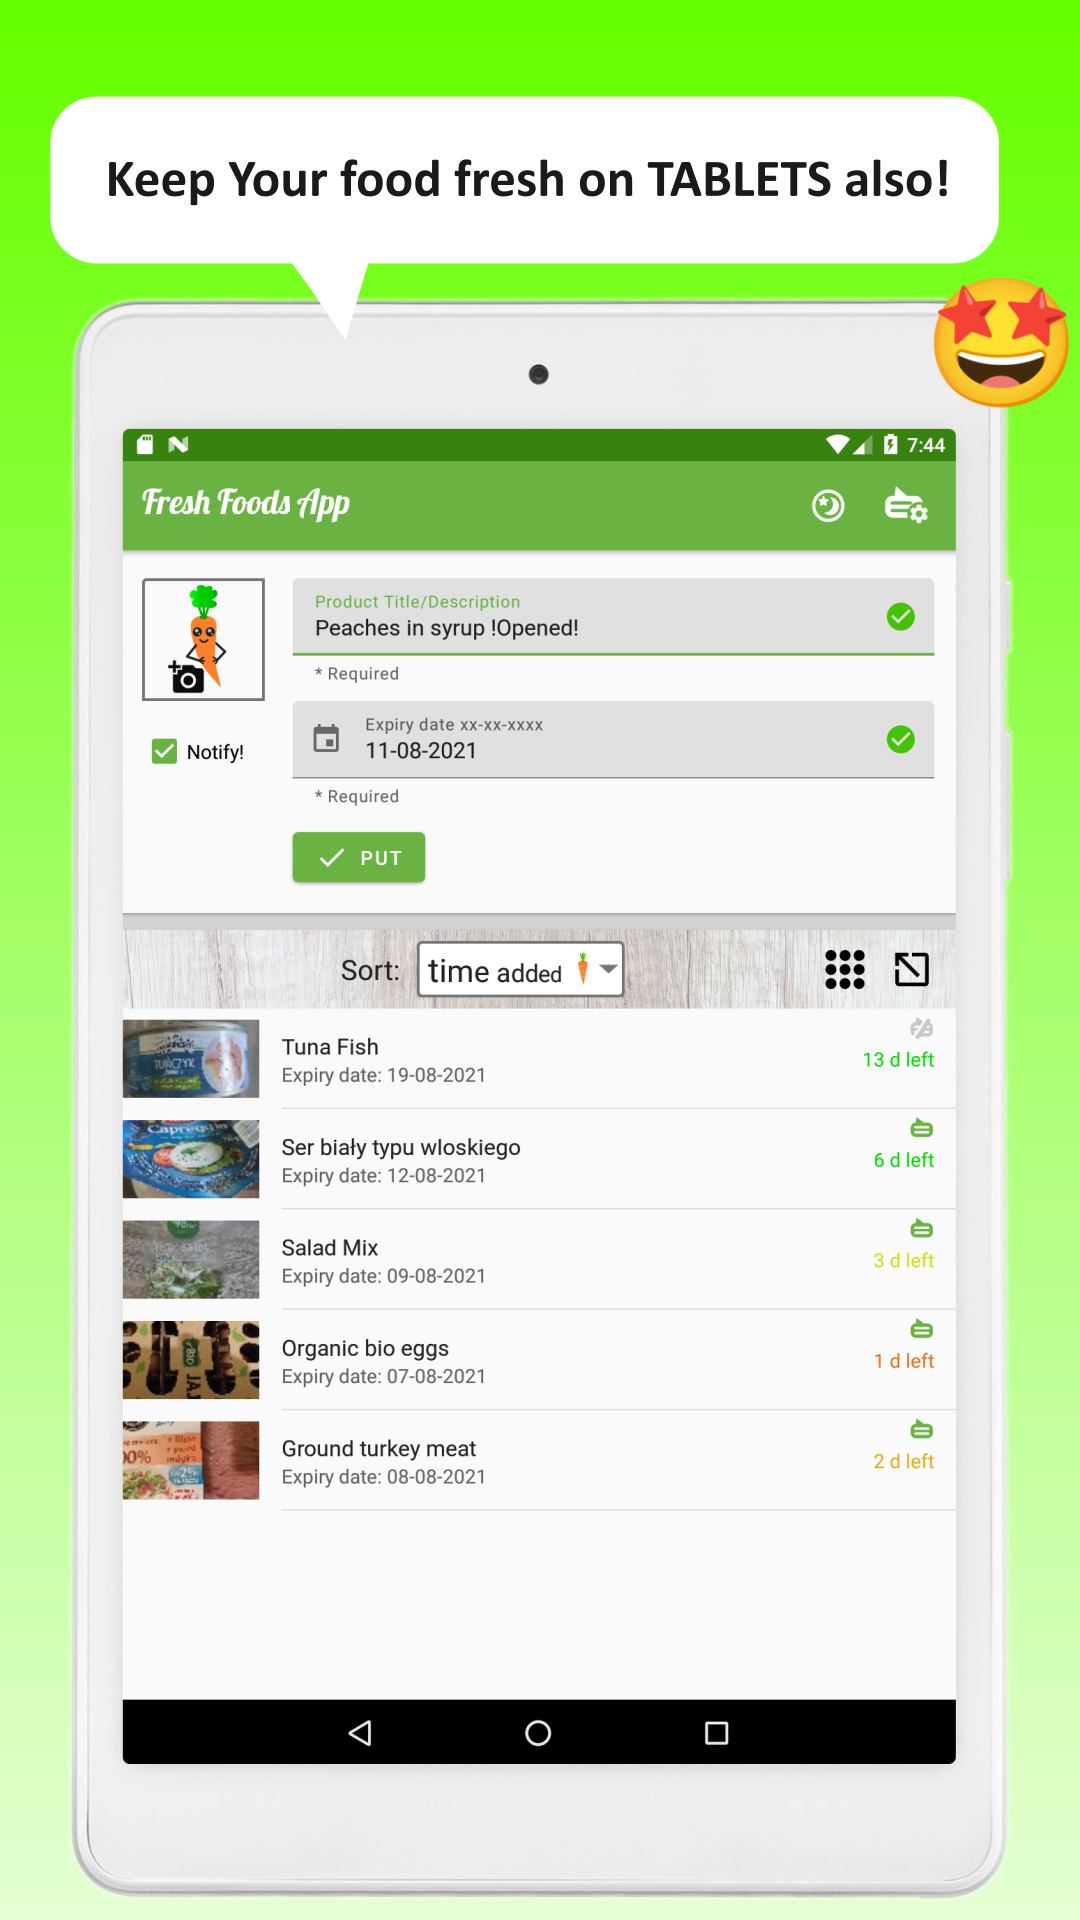 Keep Your food fresh on TABLETS also!
7:44
Fresh Foods App
Product Title/Description
Peaches in syrup !Opened!
* Required
Expiry date xx-xx-xxxx
11-08-2021
* Required
Notify!
PUT
Sort: time added
Tuna Fish
Expiry date: 19-08-2021
13 d left
TUŃCZYK
Ser biały typu wloskiego
Expiry date: 12-08-2021
6 d left
Salad Mix
Expiry date: 09-08-2021
3 d left
Organic bio eggs
Expiry date: 07-08-2021
1 d left
BIO
JAJ
Ground turkey meat
Expiry date: 08-08-2021
2 d left